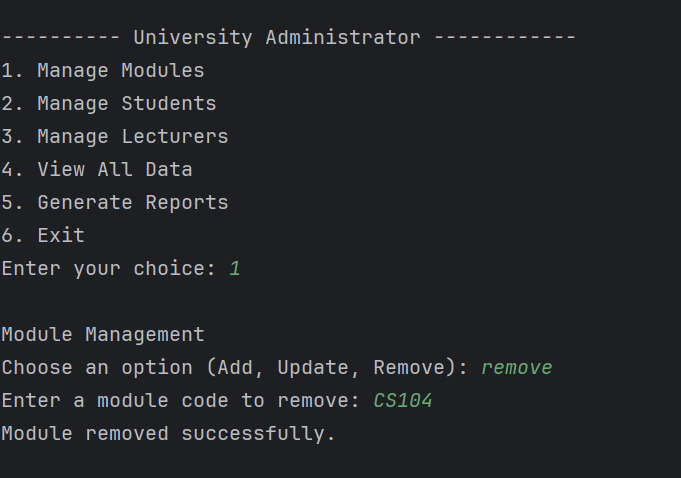 ---------- University Administrator ------------
1. Manage Modules
2. Manage Students
3. Manage Lecturers
4. View All Data
5. Generate Reports
6. Exit
Enter your choice: 1
Module Management
Choose an option (Add, Update, Remove): remove
Enter a module code to remove: CS104
Module removed successfully.